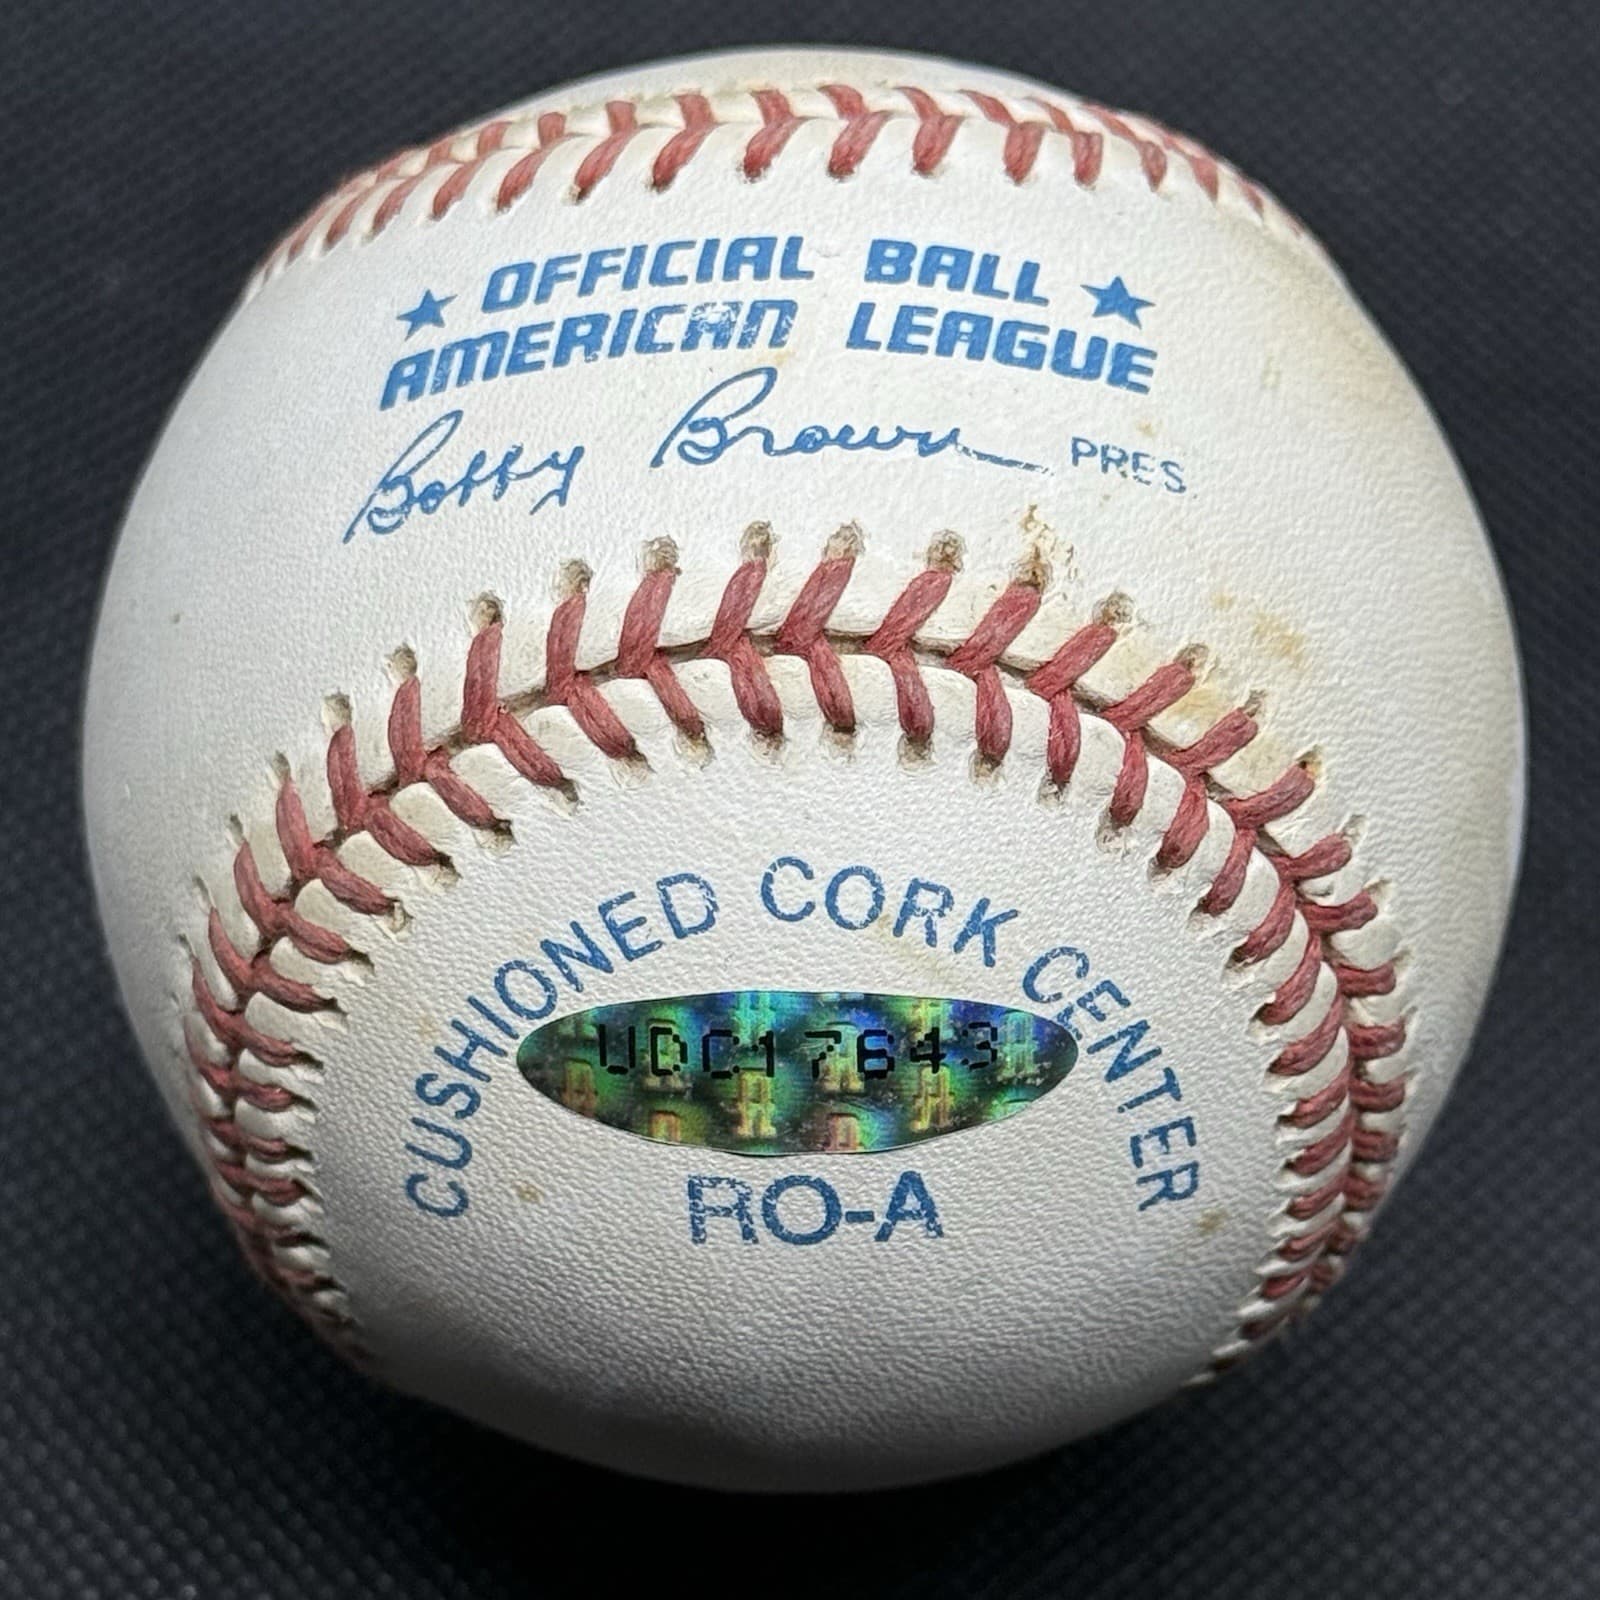 ★ OFFICIAL BALL ★
AMERICAN LEAGUE
Bobby Brown PRES.
CUSHIONED CORK CENTER
UDC17643
RO-A